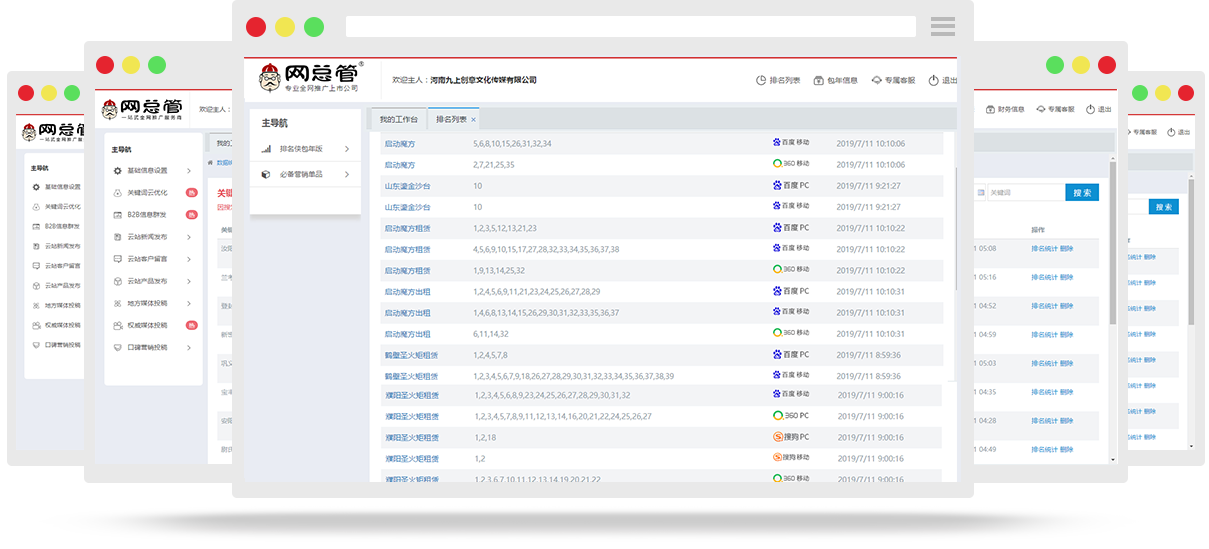 网总管®
专业全网推广上市公司
欢迎主人：河南九上创意文化传媒有限公司
排名列表 包年信息 专属客服 退出
主导航
排名侠包年版
必备营销单品
我的工作台 排名列表 ×
启动魔方 5,6,8,10,15,26,31,32,34 百度 移动 2019/7/11 10:10:06
启动魔方 2,7,21,25,35 360 移动 2019/7/11 10:10:06
山东鎏金沙台 10 百度 PC 2019/7/11 9:21:27
山东鎏金沙台 10 百度 移动 2019/7/11 9:21:27
启动魔方租赁 1,2,3,5,12,13,21,23 百度 PC 2019/7/11 10:10:22
启动魔方租赁 4,5,6,9,10,15,17,27,28,32,33,34,35,36,37,38 百度 移动 2019/7/11 10:10:22
启动魔方租赁 1,9,13,14,25,32 360 移动 2019/7/11 10:10:22
启动魔方出租 1,2,4,5,6,9,11,21,23,24,25,26,27,28,29 百度 PC 2019/7/11 10:10:31
启动魔方出租 1,4,6,8,13,14,15,26,29,30,31,32,33,35,36,37 百度 移动 2019/7/11 10:10:31
启动魔方出租 6,11,14,32 360 移动 2019/7/11 10:10:31
鹤壁圣火炬租赁 1,2,4,5,7,8 百度 PC 2019/7/11 8:59:36
鹤壁圣火炬租赁 1,2,3,4,5,6,7,9,18,26,27,28,29,30,31,32,33,34,35,36,37,38,39 百度 移动 2019/7/11 8:59:36
濮阳圣火炬租赁 1,2,3,4,5,6,8,9,23,24,25,26,27,28,29,30,31,32 百度 移动 2019/7/11 9:00:16
濮阳圣火炬租赁 1,2,3,4,5,7,8,9,11,12,13,14,16,20,21,22,24,25,26,27 360 PC 2019/7/11 9:00:16
濮阳圣火炬租赁 1,2,18 搜狗 PC 2019/7/11 9:00:16
濮阳圣火炬租赁 1,2 搜狗 移动 2019/7/11 9:00:16
濮阳圣火炬租赁 1,2,3,6,7,10,11,12,13,14,19,20,21,22 360 移动 2019/7/11 9:00:16
网总管
一站式全网推广服务商
欢迎主人：
主导航
基础信息设置
关键词云优化 热
B2B信息群发 热
云站新闻发布
云站客户留言
云站产品发布
地方媒体投稿
权威媒体投稿 热
口碑营销投稿
网总管
主导航
基础信息设置
关键词云优化
B2B信息群发
云站新闻发布
云站客户留言
云站产品发布
地方媒体投稿
权威媒体投稿
口碑营销投稿
财务信息 专属客服 退出
关键词 搜 索
操作
05:08 排名统计 删除
05:16 排名统计 删除
04:52 排名统计 删除
04:59 排名统计 删除
05:03 排名统计 删除
04:35 排名统计 删除
04:28 排名统计 删除
04:49 排名统计 删除
专属客服 退出
搜 索
统计 删除
统计 删除
统计 删除
统计 删除
统计 删除
统计 删除
统计 删除
统计 删除